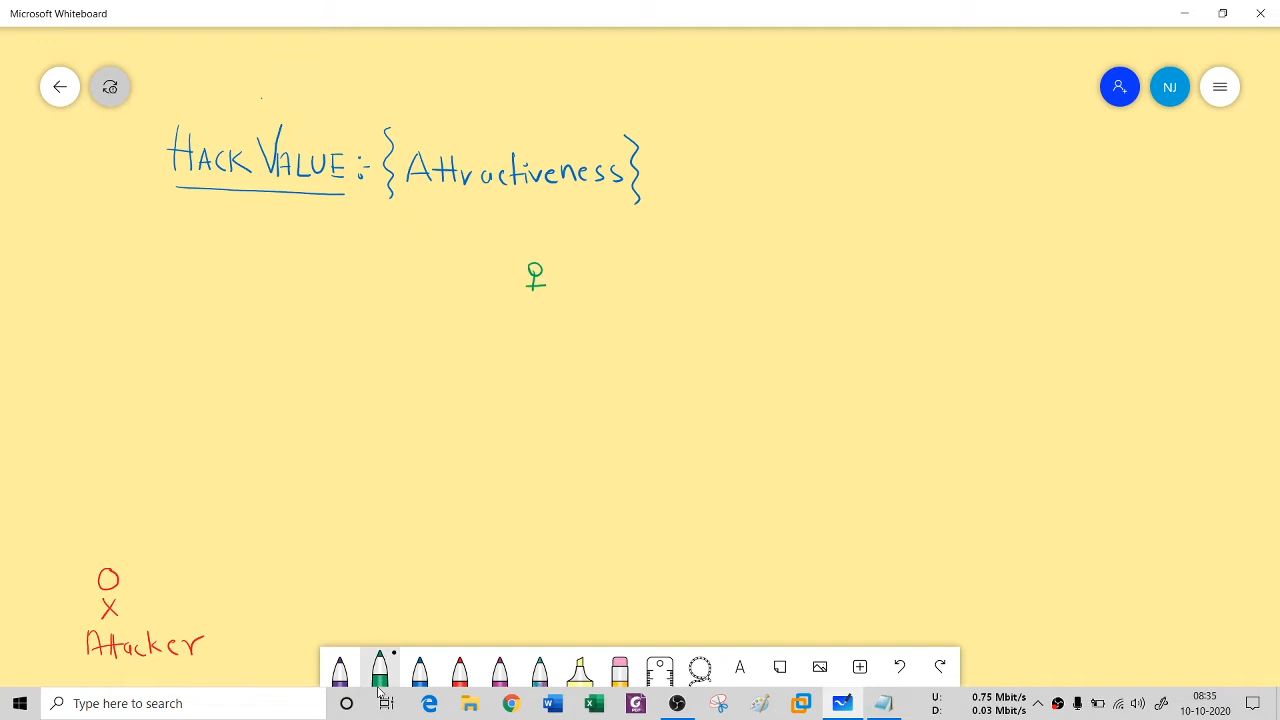 Microsoft Whiteboard
NJ
HACK VALUE :- {Attractiveness}
Attacker
A
Type here to search
U: 0.75 Mbit/s
D: 0.03 Mbit/s
08:35
10-10-2020